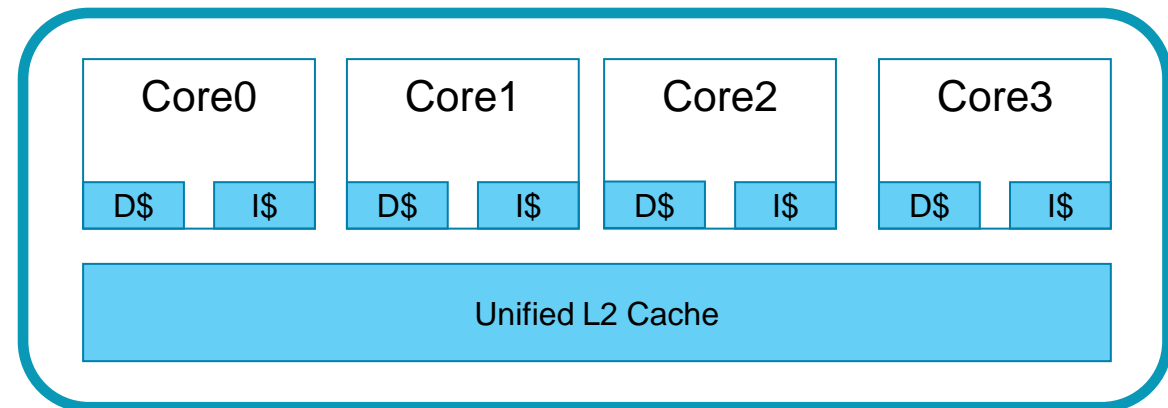 Core0 Core1 Core2 Core3
D$ I$ D$ I$ D$ I$ D$ I$
Unified L2 Cache